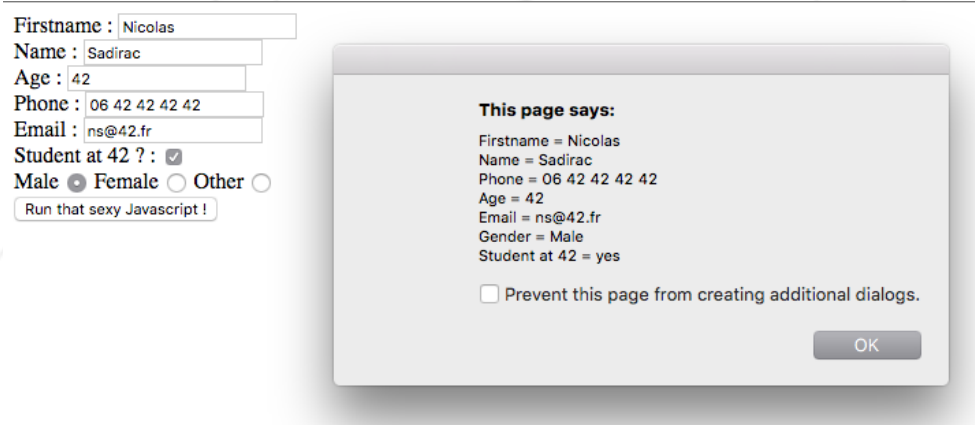 Firstname : Nicolas
Name : Sadirac
Age : 42
Phone : 06 42 42 42 42
Email : ns@42.fr
Student at 42 ? :
Male Female Other
Run that sexy Javascript !
This page says:
Firstname = Nicolas
Name = Sadirac
Phone = 06 42 42 42 42
Age = 42
Email = ns@42.fr
Gender = Male
Student at 42 = yes
Prevent this page from creating additional dialogs.
OK